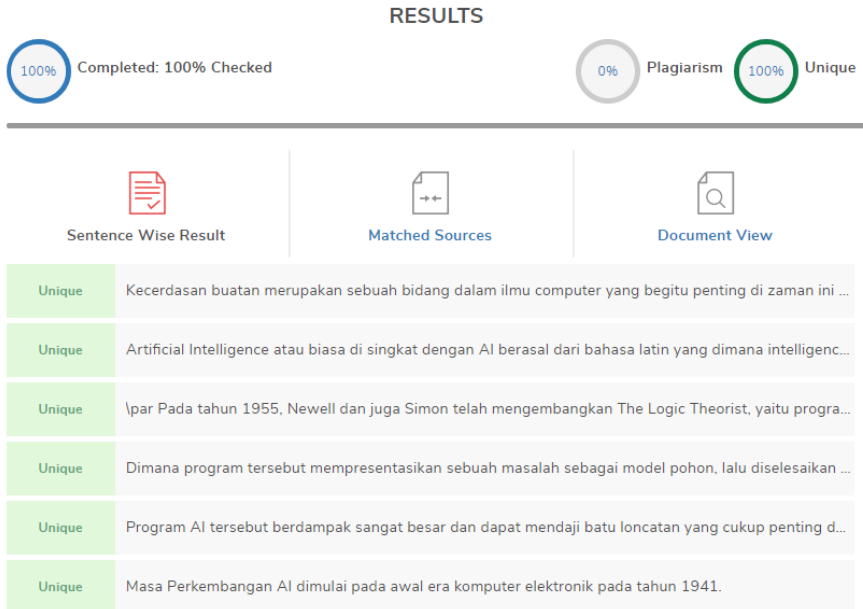 RESULTS
100% Completed: 100% Checked 0% Plagiarism 100% Unique
Sentence Wise Result Matched Sources Document View
Unique Kecerdasan buatan merupakan sebuah bidang dalam ilmu computer yang begitu penting di zaman ini ...
Unique Artificial Intelligence atau biasa di singkat dengan AI berasal dari bahasa latin yang dimana intelligenc...
Unique \par Pada tahun 1955, Newell dan juga Simon telah mengembangkan The Logic Theorist, yaitu progra...
Unique Dimana program tersebut mempresentasikan sebuah masalah sebagai model pohon, lalu diselesaikan ...
Unique Program AI tersebut berdampak sangat besar dan dapat mendaji batu loncatan yang cukup penting d...
Unique Masa Perkembangan AI dimulai pada awal era komputer elektronik pada tahun 1941.